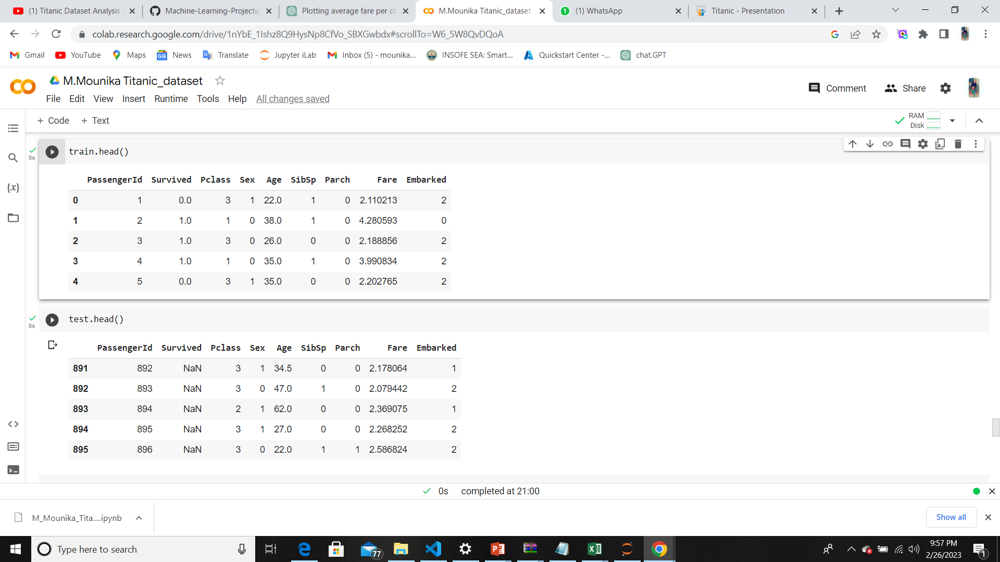 (1) Titanic Dataset Analysis
Machine-Learning-Projects/
Plotting average fare per cla
M.Mounika Titanic_dataset
(1) WhatsApp
Titanic - Presentation
colab.research.google.com/drive/1nYbE_1Ishz8Q9HysNp8CfVo_SBXGwbdx#scrollTo=W6_5W8QvDQoA
Gmail YouTube Maps News Translate Jupyter iLab Inbox (5) - mounika... INSOFE SEA: Smart... Quickstart Center -... chat.GPT
M.Mounika Titanic_dataset
Comment Share
File Edit View Insert Runtime Tools Help All changes saved
+ Code + Text
RAM
Disk
train.head()
0s
PassengerId Survived Pclass Sex Age SibSp Parch Fare Embarked
0 1 0.0 3 1 22.0 1 0 2.110213 2
1 2 1.0 1 0 38.0 1 0 4.280593 0
2 3 1.0 3 0 26.0 0 0 2.188856 2
3 4 1.0 1 0 35.0 1 0 3.990834 2
4 5 0.0 3 1 35.0 0 0 2.202765 2
test.head()
0s
PassengerId Survived Pclass Sex Age SibSp Parch Fare Embarked
891 892 NaN 3 1 34.5 0 0 2.178064 1
892 893 NaN 3 0 47.0 1 0 2.079442 2
893 894 NaN 2 1 62.0 0 0 2.369075 1
894 895 NaN 3 1 27.0 0 0 2.268252 2
895 896 NaN 3 0 22.0 1 1 2.586824 2
{x}
0s completed at 21:00
M_Mounika_Tita....ipynb
Show all
Type here to search
77
9:57 PM
2/26/2023
1